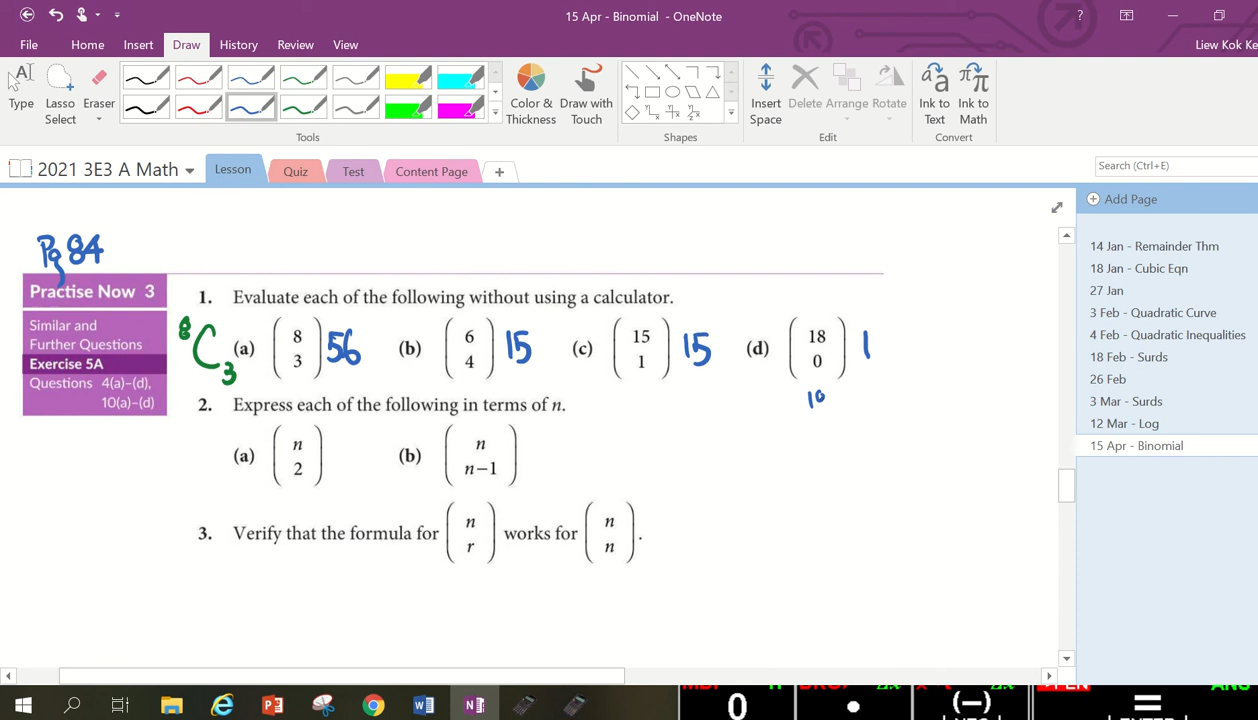 15 Apr - Binomial - OneNote
?
File Home Insert Draw History Review View
Liew Kok Ke
Type Lasso Select Eraser
Color & Thickness
Draw with Touch
Insert Space
Delete Arrange Rotate
Ink to Text
Ink to Math
Tools Shapes Edit Convert
2021 3E3 A Math Lesson Quiz Test Content Page +
Search (Ctrl+E)
Add Page
14 Jan - Remainder Thm
18 Jan - Cubic Eqn
27 Jan
3 Feb - Quadratic Curve
4 Feb - Quadratic Inequalities
18 Feb - Surds
26 Feb
3 Mar - Surds
12 Mar - Log
15 Apr - Binomial
Pg 84
Practise Now 3
Similar and
Further Questions
Exercise 5A
Questions 4(a)–(d),
10(a)–(d)
1. Evaluate each of the following without using a calculator.
8 C 3 (a) (8 3) 56 (b) (6 4) 15 (c) (15 1) 15 (d) (18 0) 1
2. Express each of the following in terms of n.
(a) (n 2) (b) (n n−1)
3. Verify that the formula for (n r) works for (n n).
0 (−) =